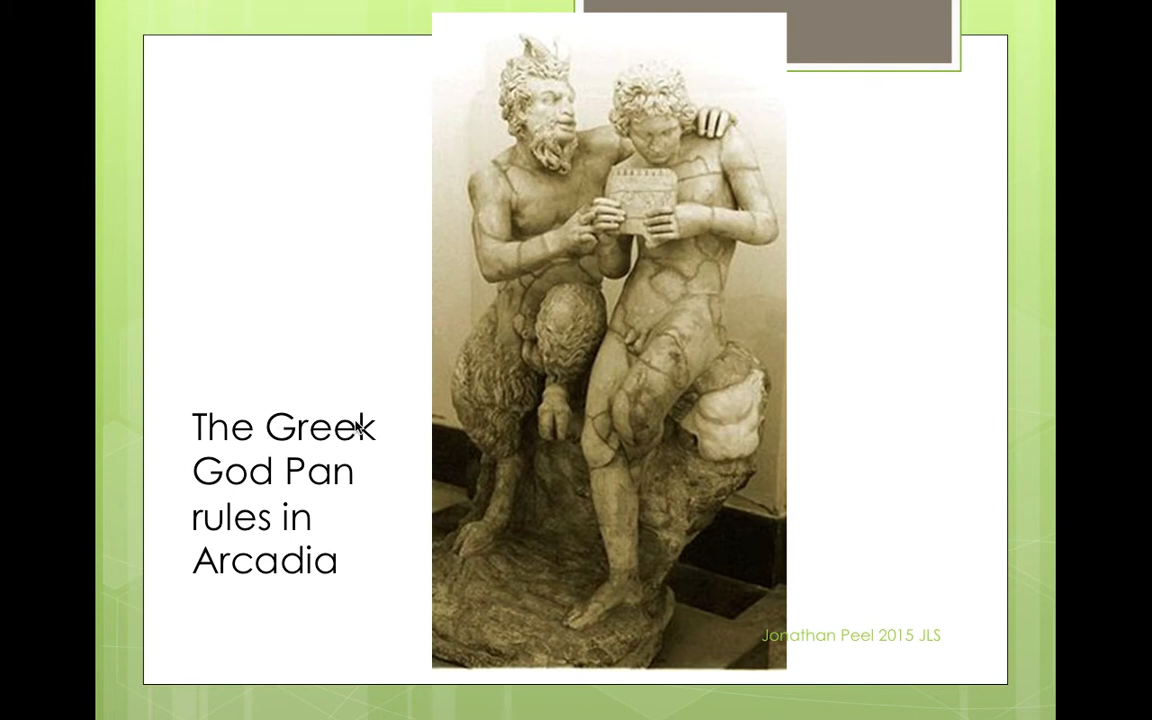 The Greek
God Pan
rules in
Arcadia
Jonathan Peel 2015 JLS